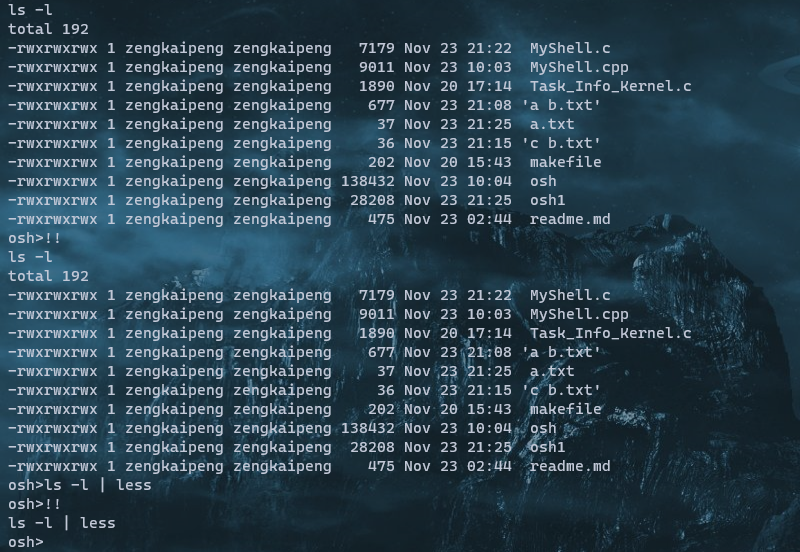 ls -l
total 192
-rwxrwxrwx 1 zengkaipeng zengkaipeng   7179 Nov 23 21:22  MyShell.c
-rwxrwxrwx 1 zengkaipeng zengkaipeng   9011 Nov 23 10:03  MyShell.cpp
-rwxrwxrwx 1 zengkaipeng zengkaipeng   1890 Nov 20 17:14  Task_Info_Kernel.c
-rwxrwxrwx 1 zengkaipeng zengkaipeng    677 Nov 23 21:08 'a b.txt'
-rwxrwxrwx 1 zengkaipeng zengkaipeng     37 Nov 23 21:25  a.txt
-rwxrwxrwx 1 zengkaipeng zengkaipeng     36 Nov 23 21:15 'c b.txt'
-rwxrwxrwx 1 zengkaipeng zengkaipeng    202 Nov 20 15:43  makefile
-rwxrwxrwx 1 zengkaipeng zengkaipeng 138432 Nov 23 10:04  osh
-rwxrwxrwx 1 zengkaipeng zengkaipeng  28208 Nov 23 21:25  osh1
-rwxrwxrwx 1 zengkaipeng zengkaipeng    475 Nov 23 02:44  readme.md
osh>!!
ls -l
total 192
-rwxrwxrwx 1 zengkaipeng zengkaipeng   7179 Nov 23 21:22  MyShell.c
-rwxrwxrwx 1 zengkaipeng zengkaipeng   9011 Nov 23 10:03  MyShell.cpp
-rwxrwxrwx 1 zengkaipeng zengkaipeng   1890 Nov 20 17:14  Task_Info_Kernel.c
-rwxrwxrwx 1 zengkaipeng zengkaipeng    677 Nov 23 21:08 'a b.txt'
-rwxrwxrwx 1 zengkaipeng zengkaipeng     37 Nov 23 21:25  a.txt
-rwxrwxrwx 1 zengkaipeng zengkaipeng     36 Nov 23 21:15 'c b.txt'
-rwxrwxrwx 1 zengkaipeng zengkaipeng    202 Nov 20 15:43  makefile
-rwxrwxrwx 1 zengkaipeng zengkaipeng 138432 Nov 23 10:04  osh
-rwxrwxrwx 1 zengkaipeng zengkaipeng  28208 Nov 23 21:25  osh1
-rwxrwxrwx 1 zengkaipeng zengkaipeng    475 Nov 23 02:44  readme.md
osh>ls -l | less
osh>!!
ls -l | less
osh>